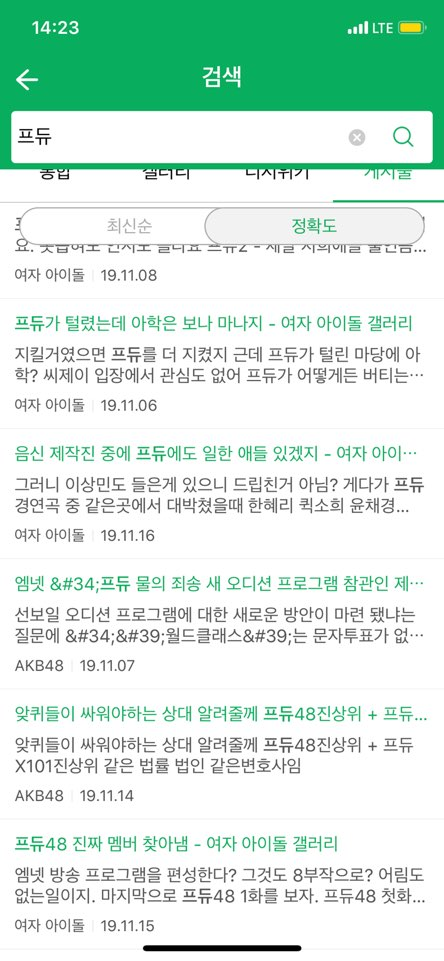 14:23
LTE
검색
프듀
통합 갤러리 디시위키 게시물
최신순 정확도
여자 아이돌 19.11.08
프듀가 털렸는데 아학은 보나 마나지 - 여자 아이돌 갤러리
지킬거였으면 프듀를 더 지켰지 근데 프듀가 털린 마당에 아
학? 씨제이 입장에서 관심도 없어 프듀가 어떻게든 버티는…
여자 아이돌 19.11.06
음신 제작진 중에 프듀에도 일한 애들 있겠지 - 여자 아이…
그러니 이상민도 들은게 있으니 드립친거 아님? 게다가 프듀
경연곡 중 같은곳에서 대박쳤을때 한혜리 퀵소희 윤채경...
여자 아이돌 19.11.16
엠넷 &#34;프듀 물의 죄송 새 오디션 프로그램 참관인 제…
선보일 오디션 프로그램에 대한 새로운 방안이 마련 됐냐는
질문에 &#34;&#39;월드클래스&#39;는 문자투표가 없…
AKB48 19.11.07
앚퀴들이 싸워야하는 상대 알려줄께 프듀48진상위 + 프듀...
앚퀴들이 싸워야하는 상대 알려줄께 프듀48진상위 + 프듀
X101진상위 같은 법률 법인 같은변호사임
AKB48 19.11.14
프듀48 진짜 멤버 찾아냄 - 여자 아이돌 갤러리
엠넷 방송 프로그램을 편성한다? 그것도 8부작으로? 어림도
없는일이지. 마지막으로 프듀48 1화를 보자. 프듀48 첫화...
여자 아이돌 19.11.15